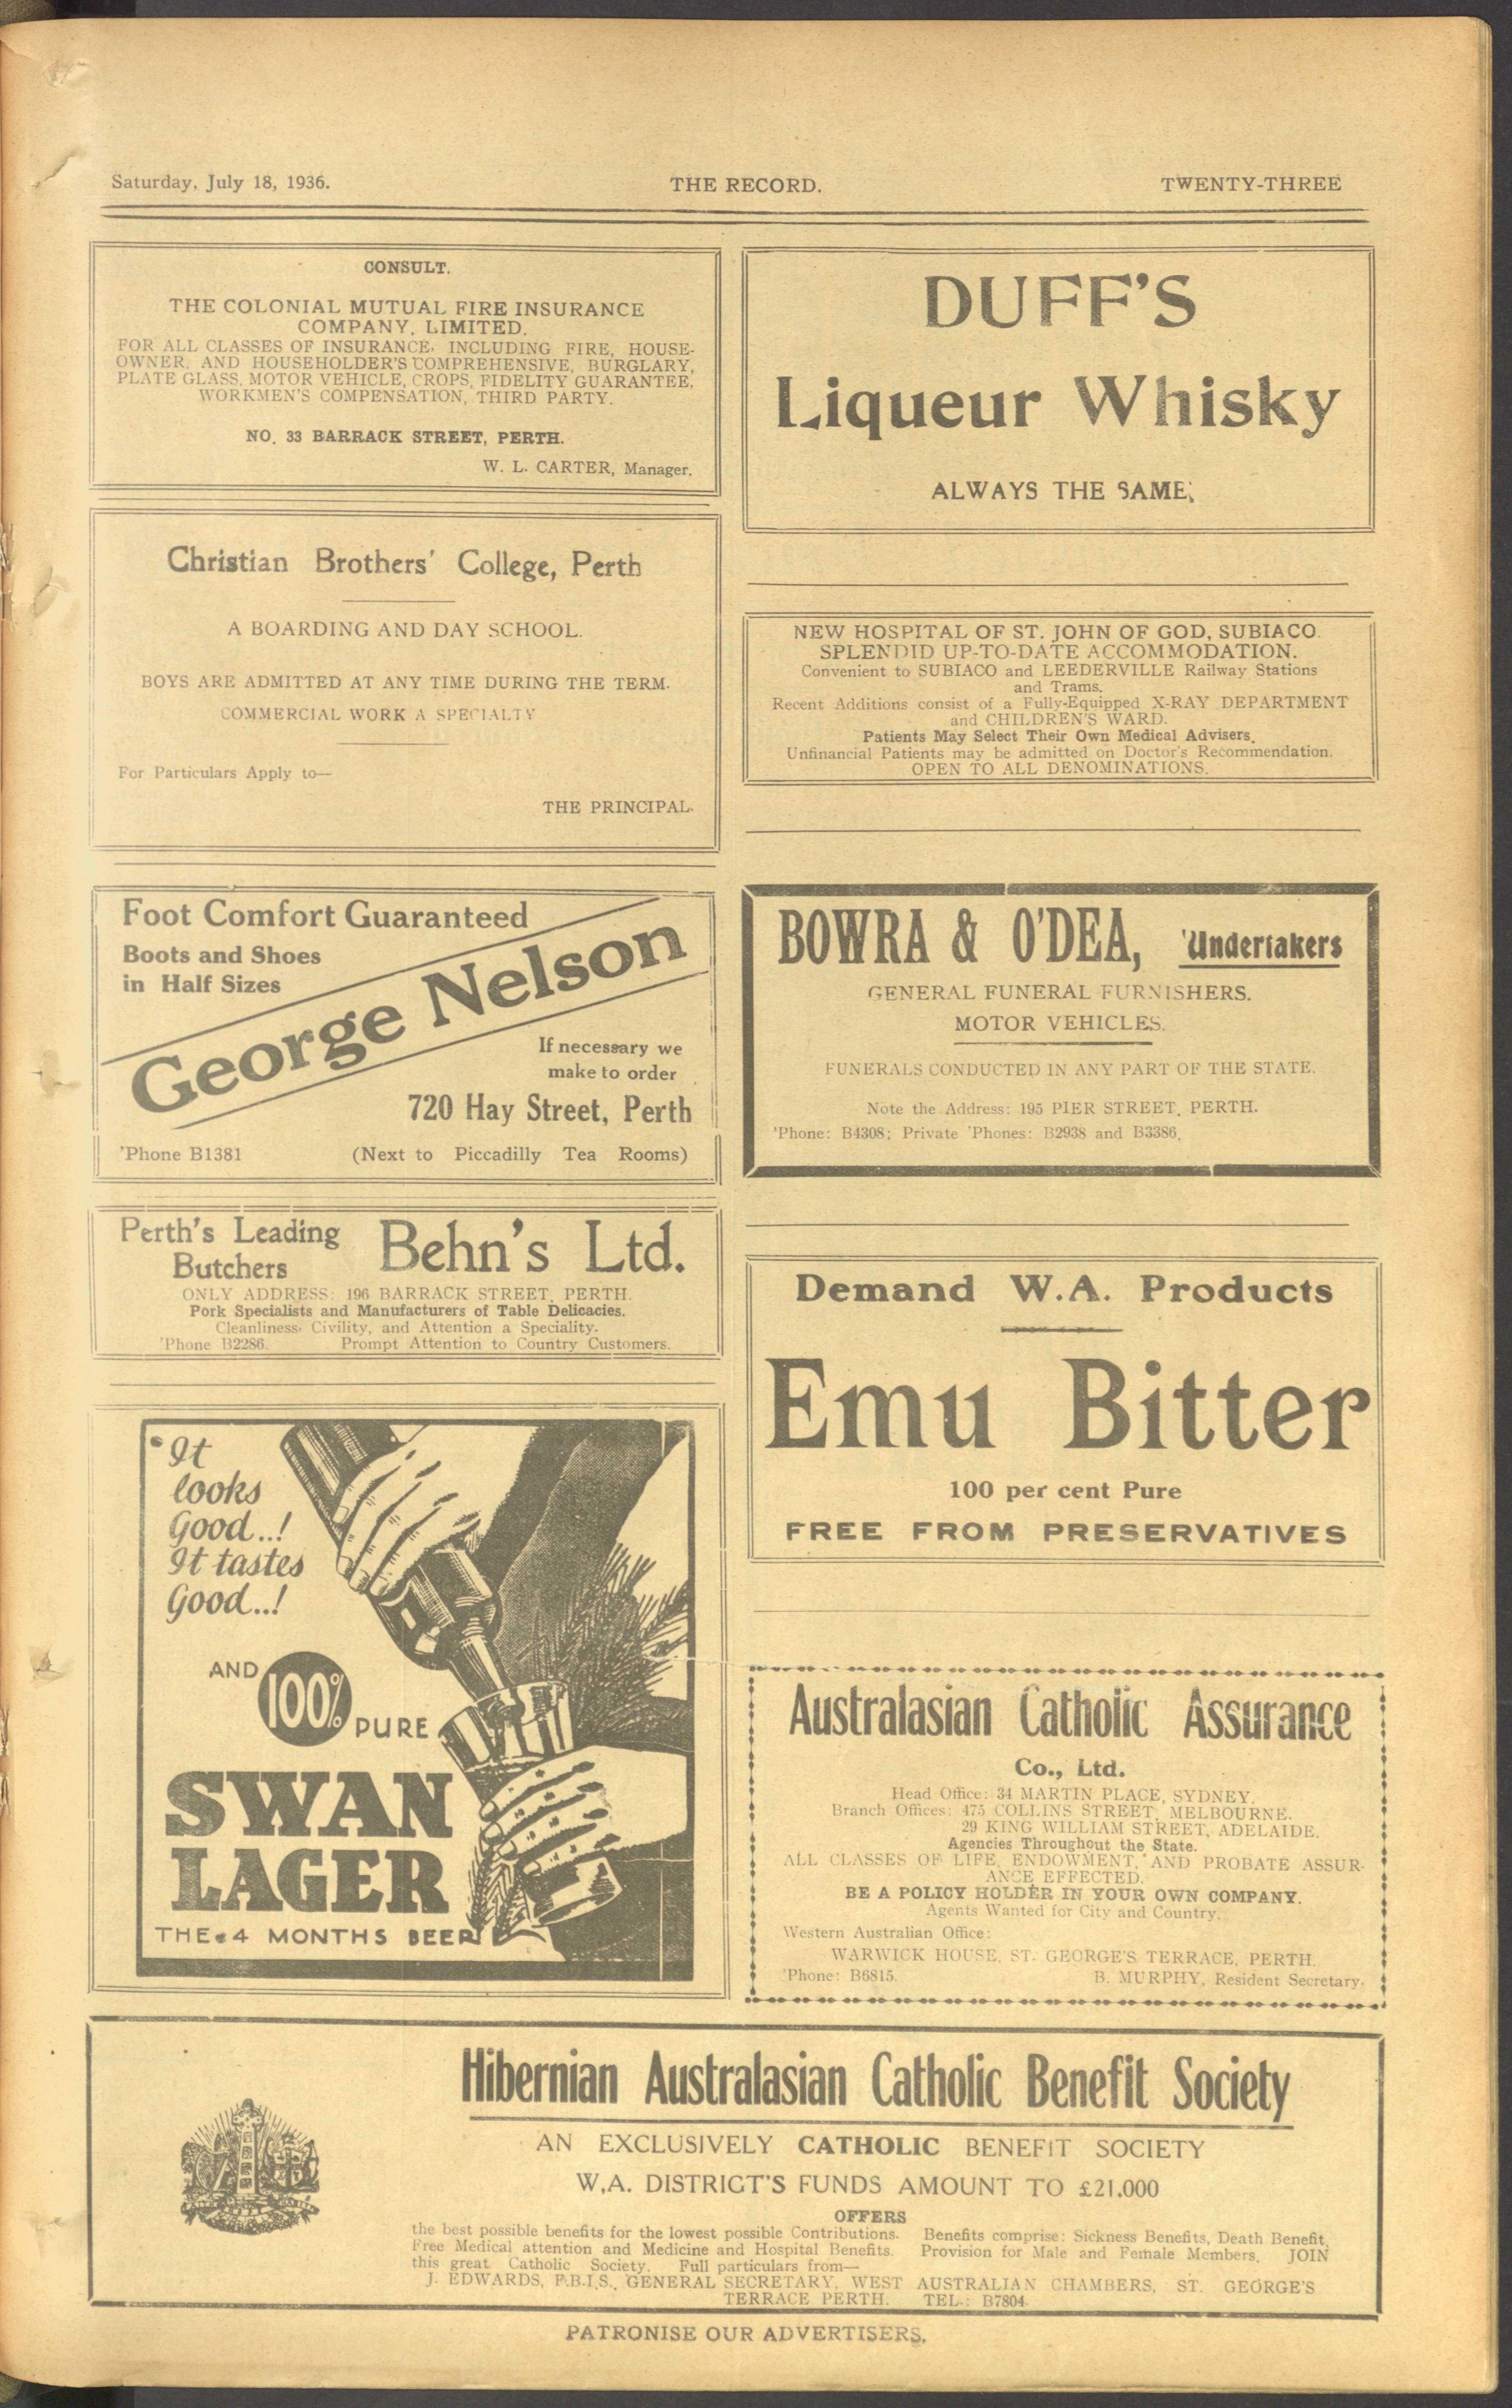 Saturday, July 18, 1936.
THE RECORD.
TWENTY-THREE
CONSULT.
THE COLONIAL MUTUAL FIRE INSURANCE
COMPANY, LIMITED.
FOR ALL CLASSES OF INSURANCE, INCLUDING FIRE, HOUSE-
OWNER, AND HOUSEHOLDER'S COMPREHENSIVE, BURGLARY,
PLATE GLASS, MOTOR VEHICLE, CROPS, FIDELITY GUARANTEE,
WORKMEN'S COMPENSATION, THIRD PARTY.
NO. 33 BARRACK STREET, PERTH.
W. L. CARTER, Manager.
Christian Brothers' College, Perth
A BOARDING AND DAY SCHOOL.
BOYS ARE ADMITTED AT ANY TIME DURING THE TERM.
COMMERCIAL WORK A SPECIALTY
For Particulars Apply to—
THE PRINCIPAL.
Foot Comfort Guaranteed
Boots and Shoes
in Half Sizes
George Nelson
If necessary we
make to order
720 Hay Street, Perth
'Phone B1381 (Next to Piccadilly Tea Rooms)
Perth's Leading
Butchers
Behn's Ltd.
ONLY ADDRESS: 196 BARRACK STREET, PERTH.
Pork Specialists and Manufacturers of Table Delicacies.
Cleanliness, Civility, and Attention a Speciality.
'Phone B2286. Prompt Attention to Country Customers.
It
looks
Good..!
It tastes
Good..!
AND
100%
PURE
SWAN
LAGER
THE 4 MONTHS BEER
DUFF'S
Liqueur Whisky
ALWAYS THE SAME.
NEW HOSPITAL OF ST. JOHN OF GOD, SUBIACO.
SPLENDID UP-TO-DATE ACCOMMODATION.
Convenient to SUBIACO and LEEDERVILLE Railway Stations
and Trams.
Recent Additions consist of a Fully-Equipped X-RAY DEPARTMENT
and CHILDREN'S WARD.
Patients May Select Their Own Medical Advisers.
Unfinancial Patients may be admitted on Doctor's Recommendation.
OPEN TO ALL DENOMINATIONS.
BOWRA & O'DEA, 'Undertakers
GENERAL FUNERAL FURNISHERS.
MOTOR VEHICLES.
FUNERALS CONDUCTED IN ANY PART OF THE STATE.
Note the Address: 195 PIER STREET, PERTH.
'Phone: B4308; Private 'Phones: B2938 and B3386.
Demand W.A. Products
Emu Bitter
100 per cent Pure
FREE FROM PRESERVATIVES
Australasian Catholic Assurance
Co., Ltd.
Head Office: 34 MARTIN PLACE, SYDNEY.
Branch Offices: 475 COLLINS STREET, MELBOURNE.
29 KING WILLIAM STREET, ADELAIDE.
Agencies Throughout the State.
ALL CLASSES OF LIFE, ENDOWMENT, AND PROBATE ASSUR-
ANCE EFFECTED.
BE A POLICY HOLDER IN YOUR OWN COMPANY.
Agents Wanted for City and Country.
Western Australian Office:
WARWICK HOUSE, ST. GEORGE'S TERRACE, PERTH.
'Phone: B6815. B. MURPHY, Resident Secretary.
Hibernian Australasian Catholic Benefit Society
AN EXCLUSIVELY CATHOLIC BENEFIT SOCIETY
W.A. DISTRICT'S FUNDS AMOUNT TO £21.000
OFFERS
the best possible benefits for the lowest possible Contributions. Benefits comprise: Sickness Benefits, Death Benefit,
Free Medical attention and Medicine and Hospital Benefits. Provision for Male and Female Members. JOIN
this great Catholic Society. Full particulars from—
J. EDWARDS, F.B.I.S., GENERAL SECRETARY, WEST AUSTRALIAN CHAMBERS, ST. GEORGE'S
TERRACE PERTH. TEL.: B7804
PATRONISE OUR ADVERTISERS.